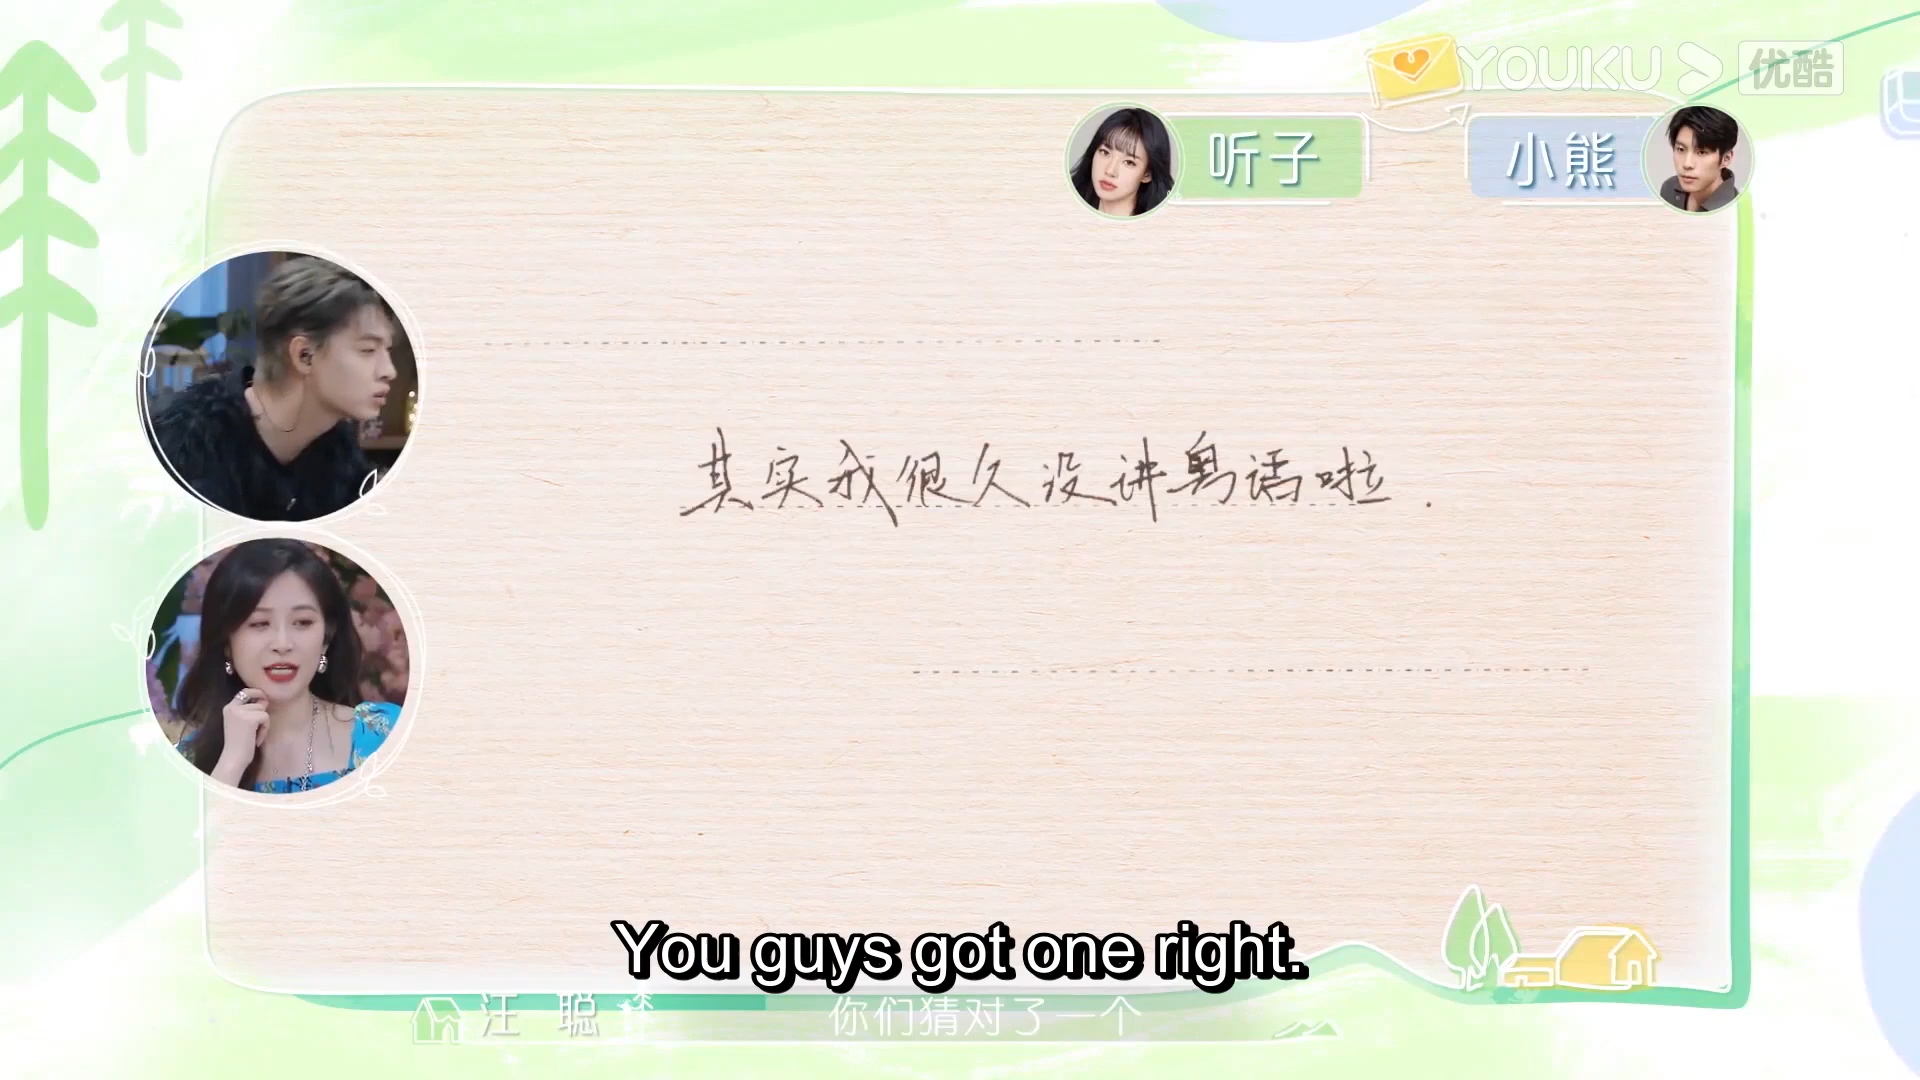 YOUKU 优酷
听子 小熊
其实我很久没讲粤话啦.
You guys got one right.
汪聪 你们猜对了一个